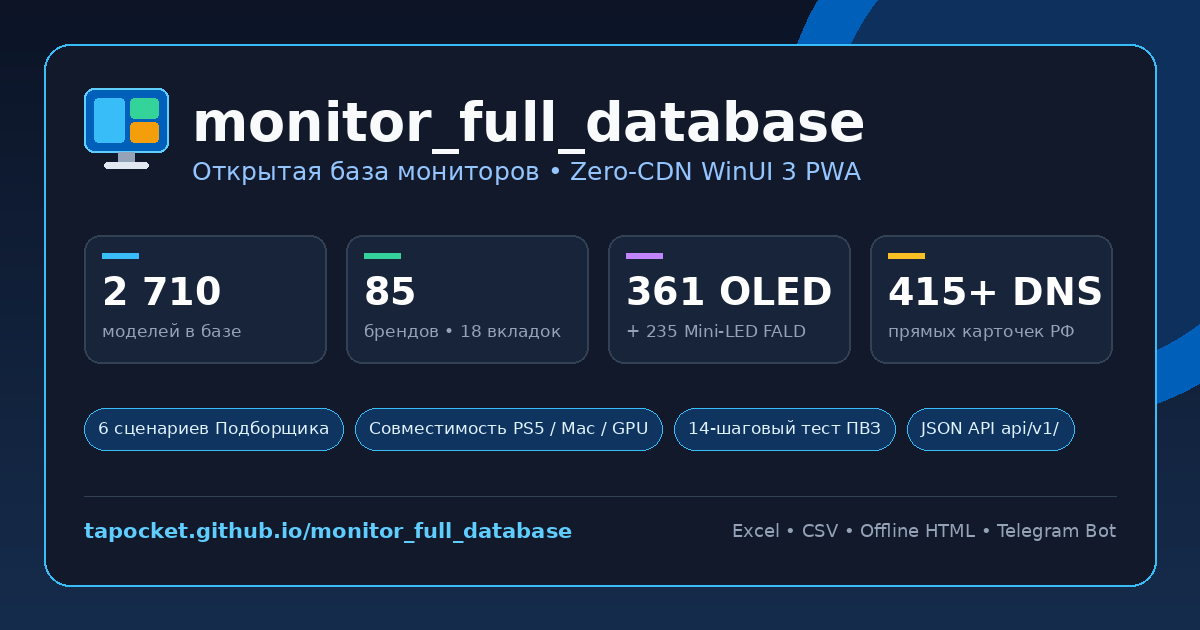 monitor_full_database
Открытая база мониторов • Zero-CDN WinUI 3 PWA
2 710
моделей в базе
85
брендов • 18 вкладок
361 OLED
+ 235 Mini-LED FALD
415+ DNS
прямых карточек РФ
6 сценариев Подборщика
Совместимость PS5 / Mac / GPU
14-шаговый тест ПВЗ
JSON API api/v1/
tapocket.github.io/monitor_full_database
Excel • CSV • Offline HTML • Telegram Bot